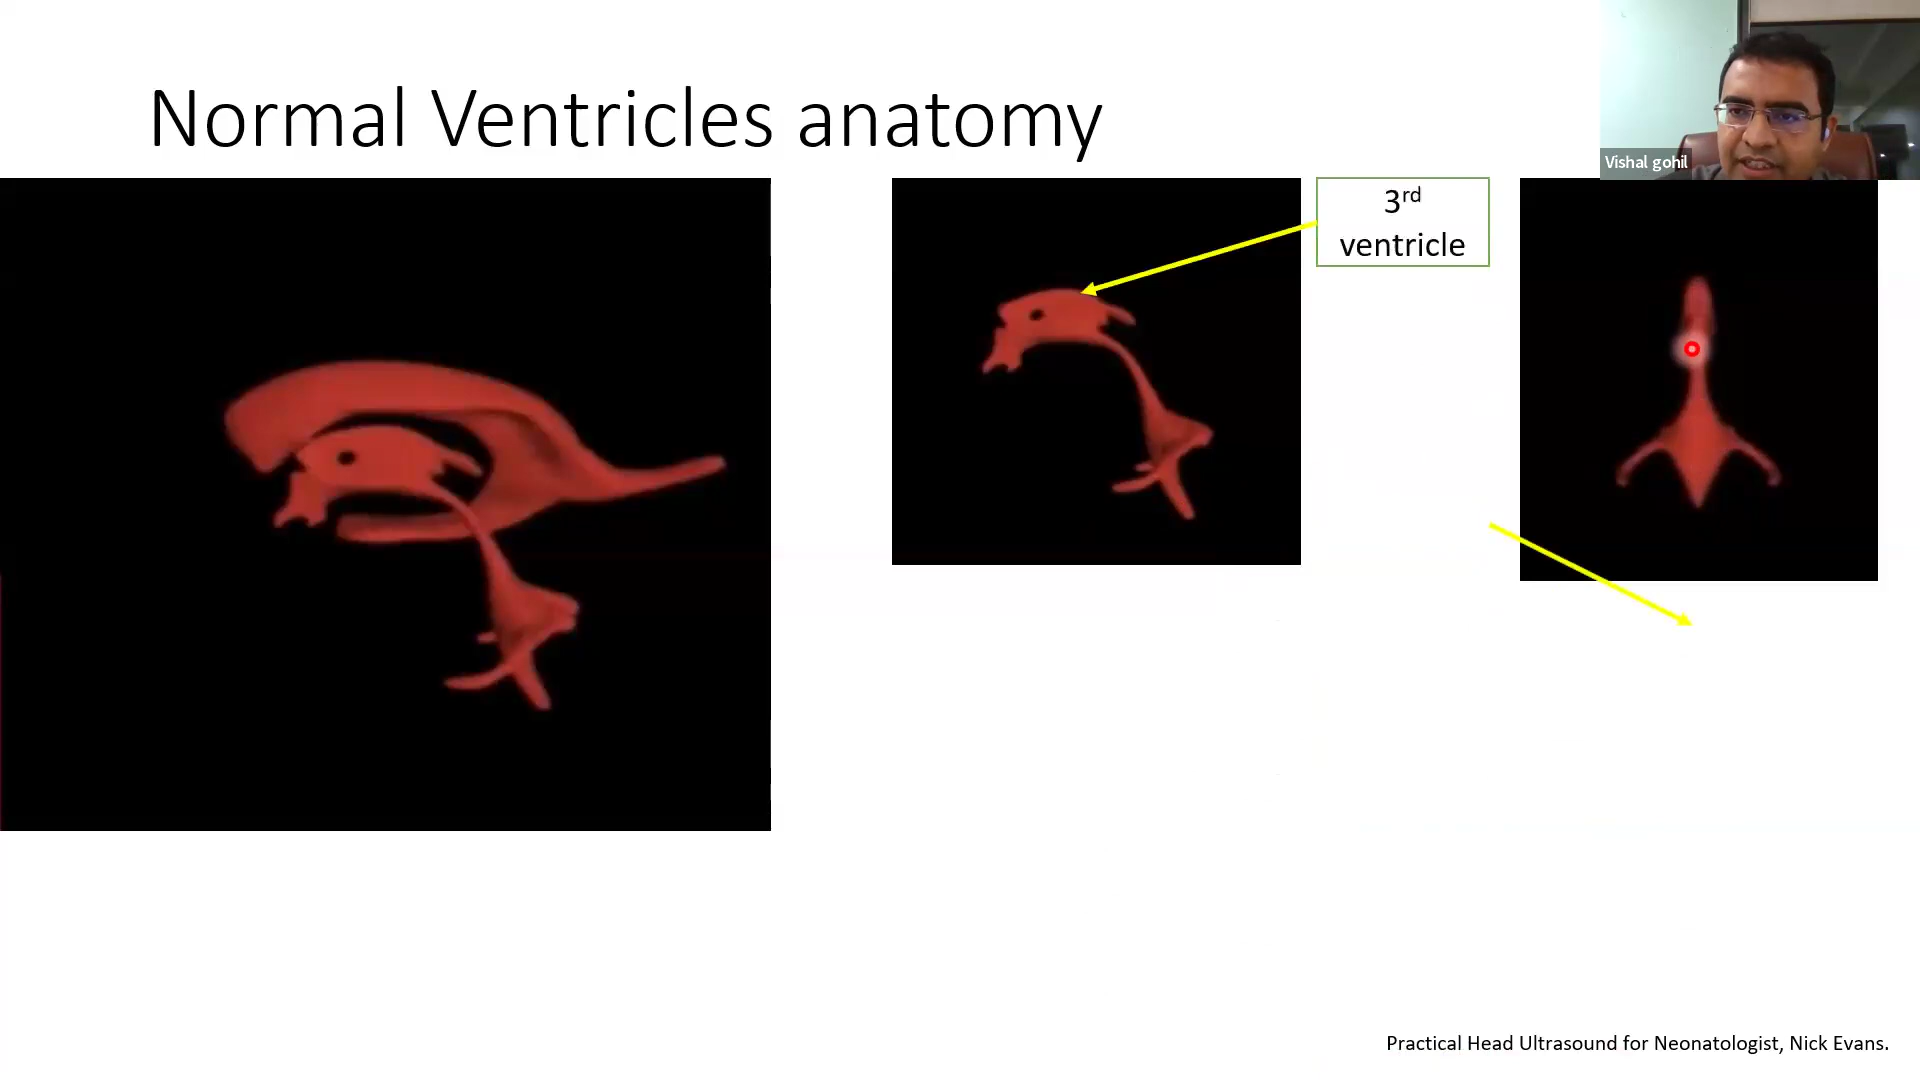 Normal Ventricles anatomy
Vishal gohil
3rd
ventricle
Practical Head Ultrasound for Neonatologist, Nick Evans.